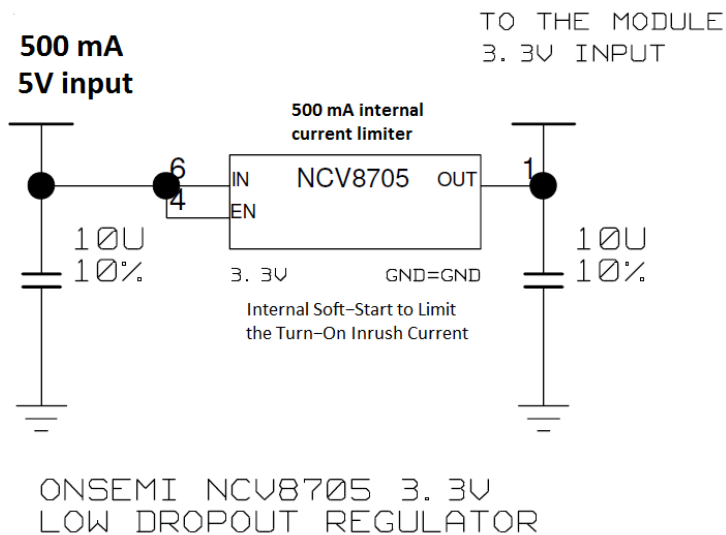 TO THE MODULE
3.3V INPUT
500 mA
5V input
500 mA internal
current limiter
6
4
IN
EN
NCV8705
OUT
1
10U
10%
10U
10%
3.3V
GND=GND
Internal Soft–Start to Limit
the Turn–On Inrush Current
ONSEMI NCV8705 3.3V
LOW DROPOUT REGULATOR